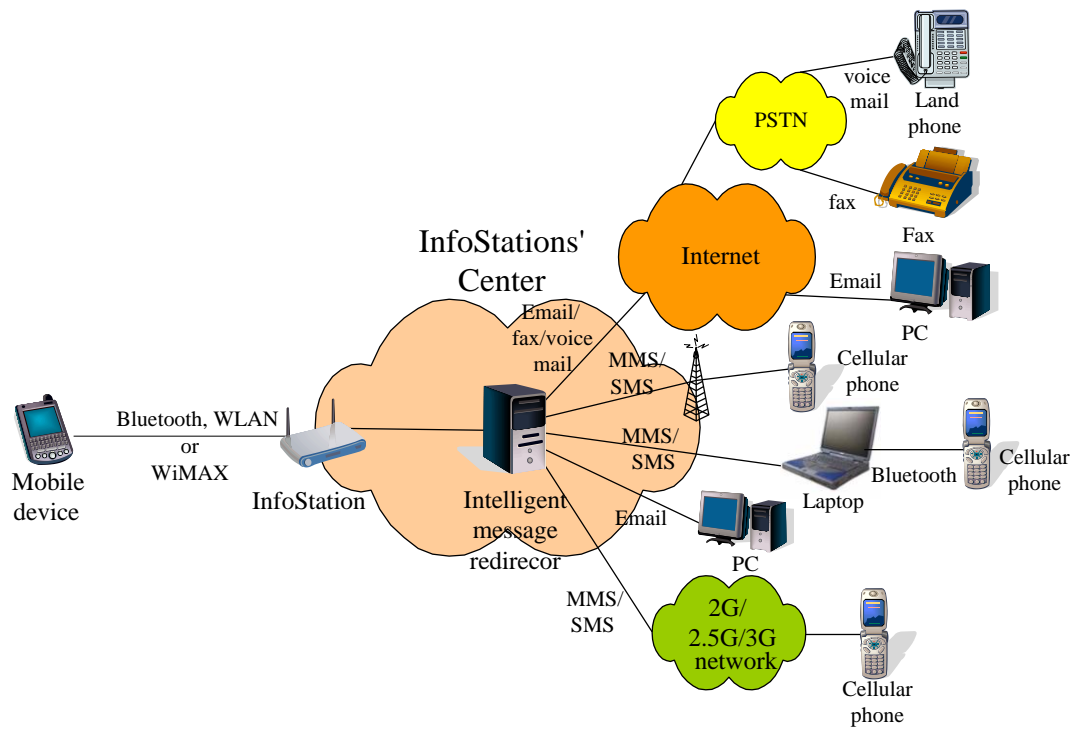 voice
mail
Land
phone
PSTN
fax
Fax
InfoStations'
Center
Internet
Email
PC
Email/
fax/voice
mail
MMS/
SMS
Cellular
phone
Bluetooth, WLAN
or
WiMAX
Mobile
device
InfoStation
MMS/
SMS
Bluetooth
Laptop
Cellular
phone
Intelligent
message
redirecor
Email
PC
MMS/
SMS
2G/
2.5G/3G
network
Cellular
phone